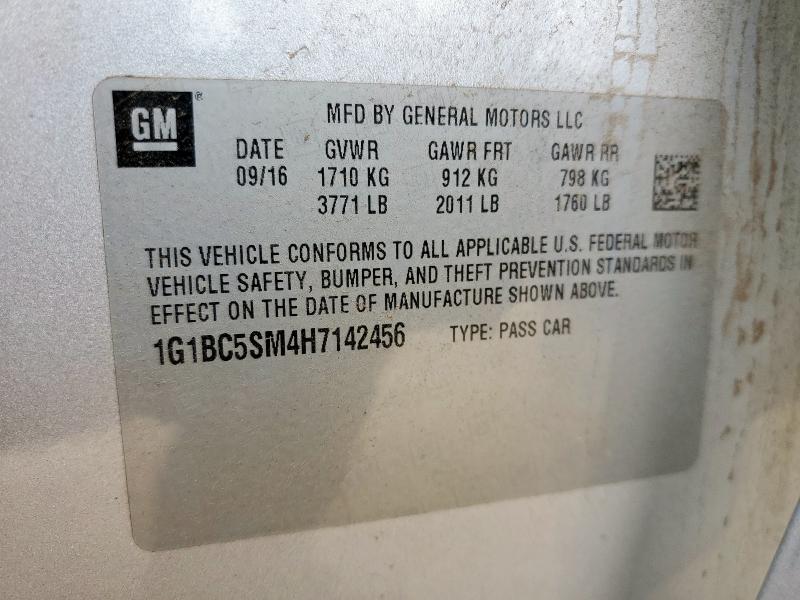 GM®
MFD BY GENERAL MOTORS LLC
DATE GVWR GAWR FRT GAWR RR
09/16 1710 KG 912 KG 798 KG
3771 LB 2011 LB 1760 LB
THIS VEHICLE CONFORMS TO ALL APPLICABLE U.S. FEDERAL MOTOR
VEHICLE SAFETY, BUMPER, AND THEFT PREVENTION STANDARDS IN
EFFECT ON THE DATE OF MANUFACTURE SHOWN ABOVE.
1G1BC5SM4H7142456 TYPE: PASS CAR